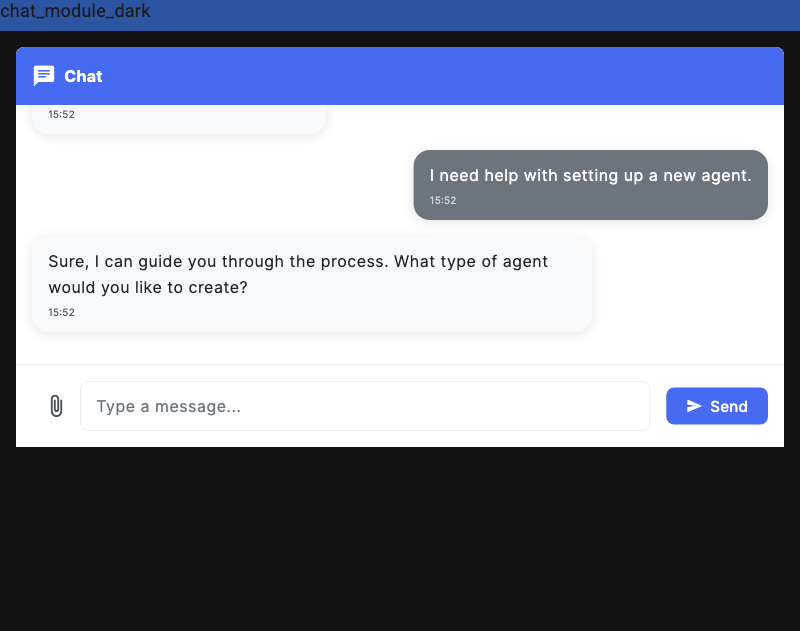 chat_module_dark
Chat
15:52
I need help with setting up a new agent.
15:52
Sure, I can guide you through the process. What type of agent
would you like to create?
15:52
Type a message...
Send